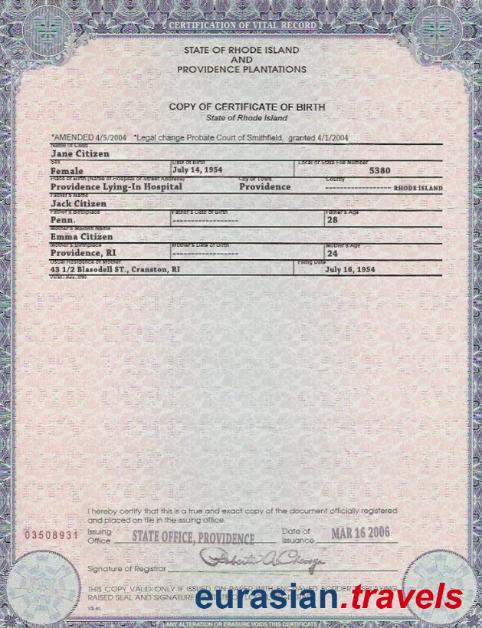 CERTIFICATION OF VITAL RECORD
STATE OF RHODE ISLAND
AND
PROVIDENCE PLANTATIONS
COPY OF CERTIFICATE OF BIRTH
State of Rhode Island
*AMENDED 4/5/2004 *Legal change Probate Court of Smithfield, granted 4/1/2004
Name of Child
Jane Citizen
Sex Date of Birth Local or State File Number
Female July 14, 1954 5380
Place of Birth (Name of Hospital or Street Address) City or Town County
Providence Lying-In Hospital Providence ------------------ RHODE ISLAND
Father's Name
Jack Citizen
Father's Birthplace Father's Date of Birth Father's Age
Penn. ------------------ 28
Mother's Maiden Name
Emma Citizen
Mother's Birthplace Mother's Date of Birth Mother's Age
Providence, RI ------------------ 24
Usual Residence of Mother Filing Date
43 1/2 Blasodell ST., Cranston, RI July 16, 1954
I hereby certify that this is a true and exact copy of the document officially registered
and placed on file in the issuing office.
03508931 Issuing Office STATE OFFICE, PROVIDENCE Date of Issuance MAR 16 2006
Signature of Registrar
THIS COPY VALID ONLY IF ISSUED ON
RAISED SEAL AND SIGNATURE
eurasian.travels
VS 41
ANY ALTERATION OR ERASURE VOIDS THIS CERTIFICATE